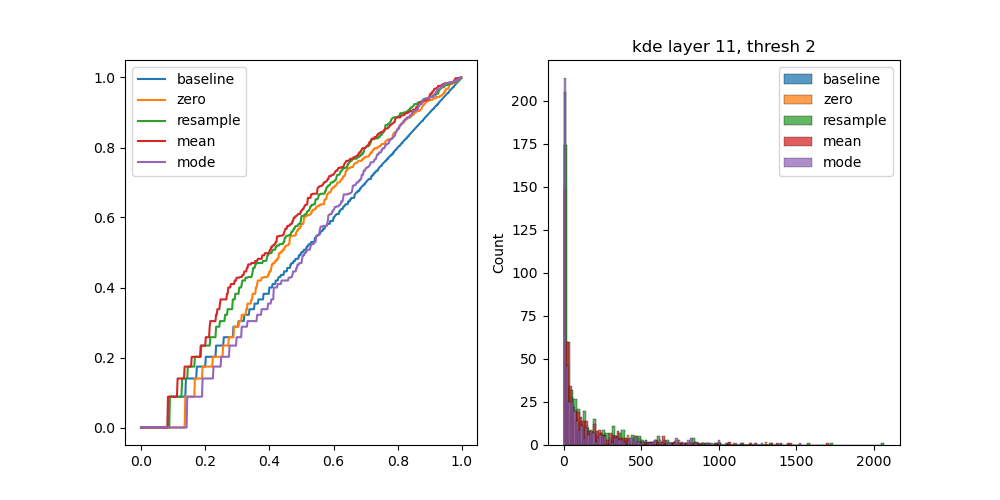 kde layer 11, thresh 2
baseline
zero
resample
mean
mode
1.0
0.8
0.6
0.4
0.2
0.0
0.0 0.2 0.4 0.6 0.8 1.0
baseline
zero
resample
mean
mode
Count
200
175
150
125
100
75
50
25
0
0 500 1000 1500 2000